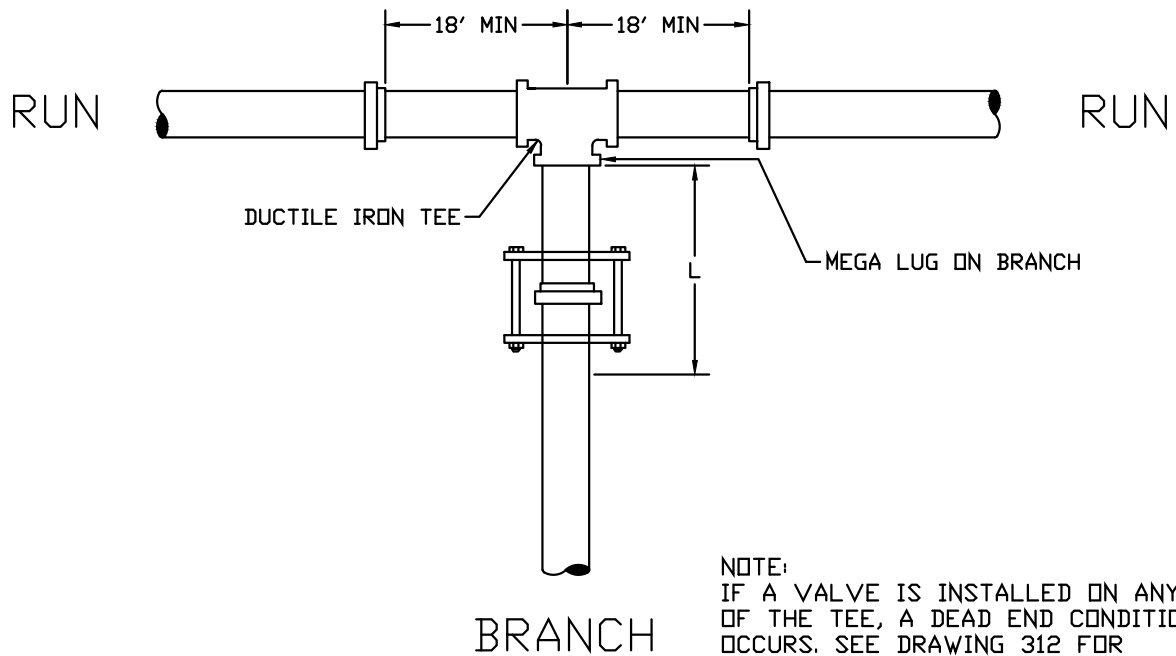 18' MIN 18' MIN
RUN RUN
DUCTILE IRON TEE
MEGA LUG ON BRANCH
L
NOTE:
IF A VALVE IS INSTALLED ON ANY
OF THE TEE, A DEAD END
OCCURS. SEE DRAWING 312 FOR
BRANCH